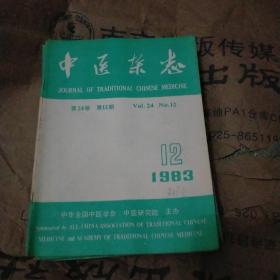 中医杂志
JOURNAL OF TRADITIONAL CHINESE MEDICINE
第24卷 第12期 Vol. 24 No. 12
12
1983
中华全国中医学会 中医研究院 主办
Sponsored by ALL-CHINA ASSOCIATION OF TRADITIONAL CHINESE
MEDICINE and ACADEMY OF TRADITIONAL CHINESE MEDICINE
版传媒